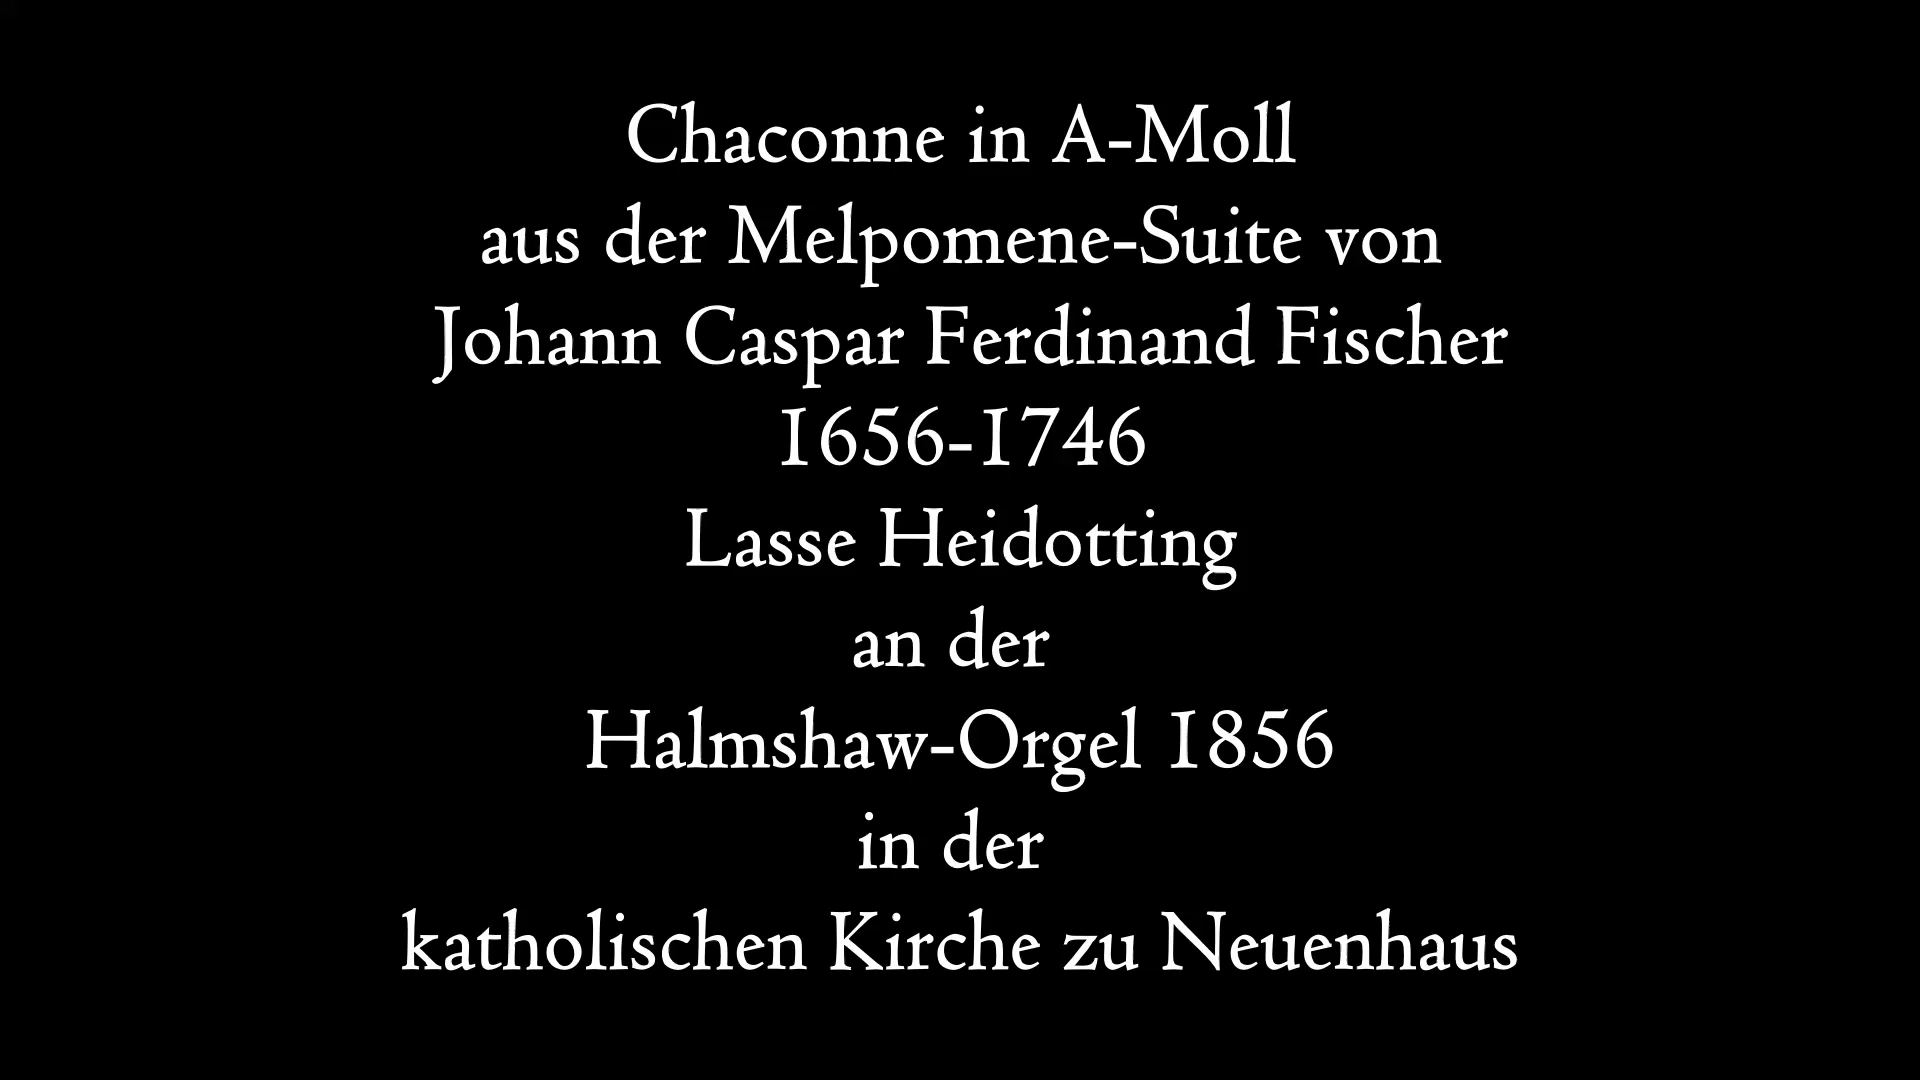 Chaconne in A-Moll
aus der Melpomene-Suite von
Johann Caspar Ferdinand Fischer
1656-1746
Lasse Heidotting
an der
Halmshaw-Orgel 1856
in der
katholischen Kirche zu Neuenhaus